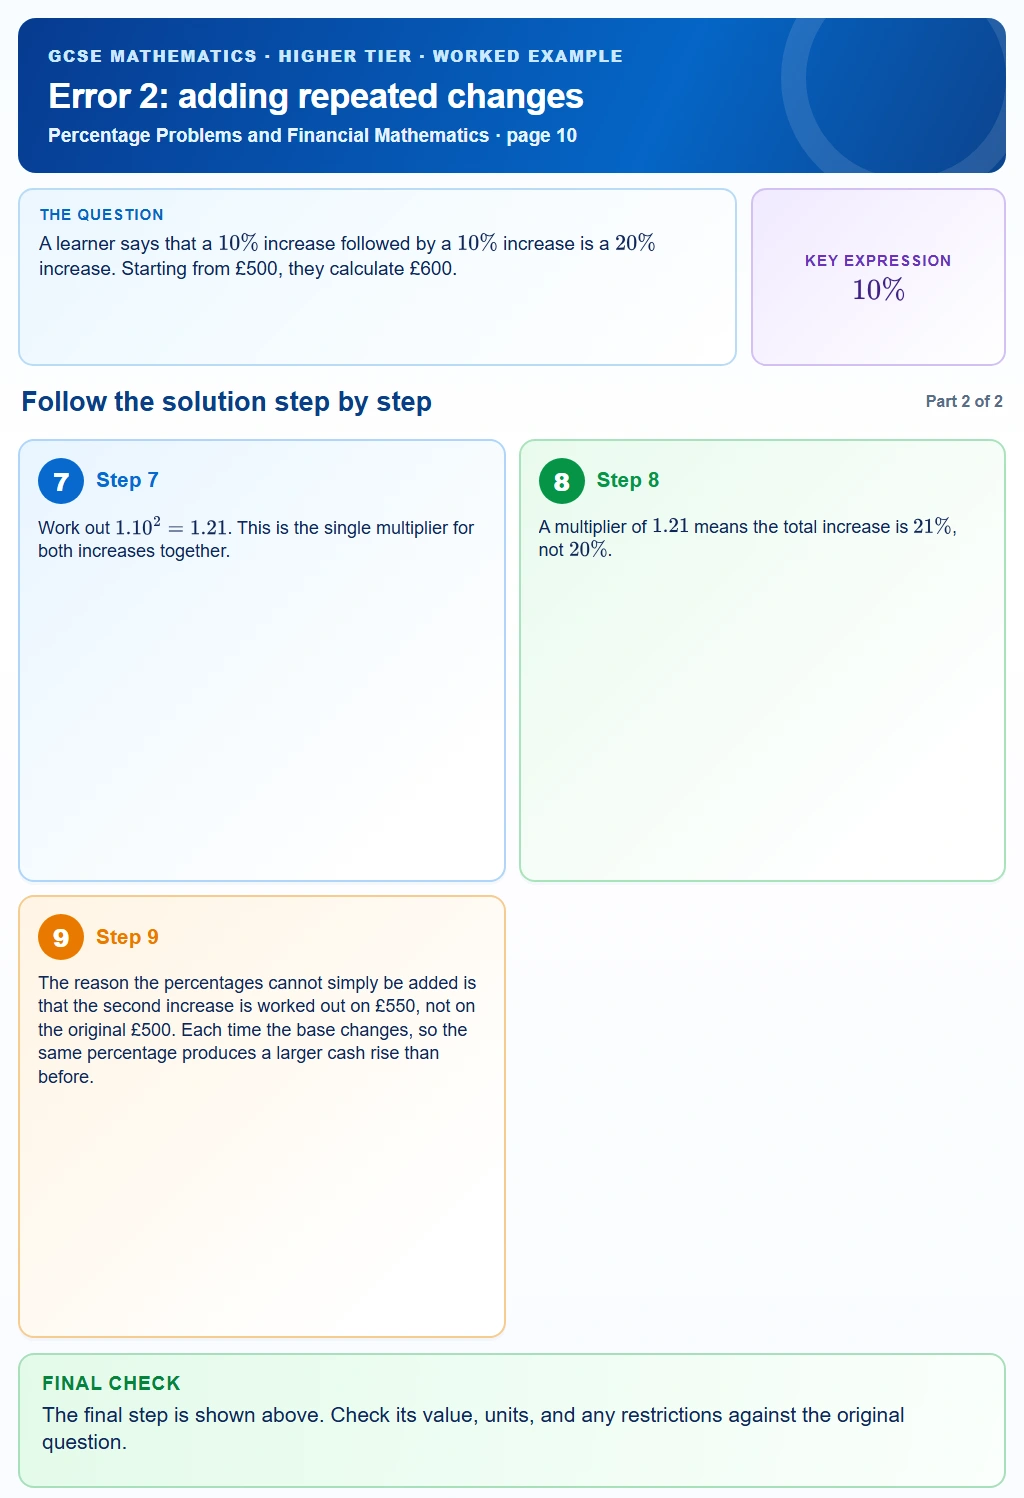 GCSE MATHEMATICS · HIGHER TIER · WORKED EXAMPLE
Error 2: adding repeated changes
Percentage Problems and Financial Mathematics · page 10
THE QUESTION
A learner says that a 10% increase followed by a 10% increase is a 20%
increase. Starting from £500, they calculate £600.
KEY EXPRESSION
10%
Follow the solution step by step
Part 2 of 2
7 Step 7
Work out 1.10² = 1.21. This is the single multiplier for
both increases together.
8 Step 8
A multiplier of 1.21 means the total increase is 21%,
not 20%.
9 Step 9
The reason the percentages cannot simply be added is
that the second increase is worked out on £550, not on
the original £500. Each time the base changes, so the
same percentage produces a larger cash rise than
before.
FINAL CHECK
The final step is shown above. Check its value, units, and any restrictions against the original
question.